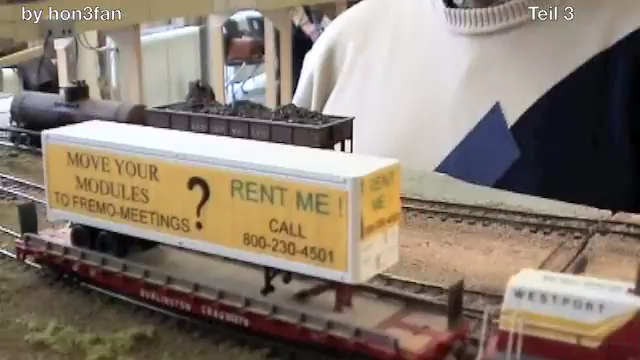 by hon3fan
Teil 3
MOVE YOUR
MODULES
TO FREMO-MEETINGS
?
RENT ME !
CALL
800-230-4501
RENT
ME
WESTPORT
BURLINGTON